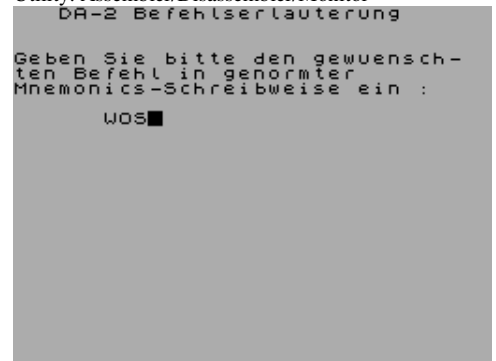 Utility: Assembler/Disassembler/Monitor
DA-2 Befehlserlauterung
Geben Sie bitte den gewuensch-
ten Befehl in genormter
Mnemonics-Schreibweise ein :
WOS